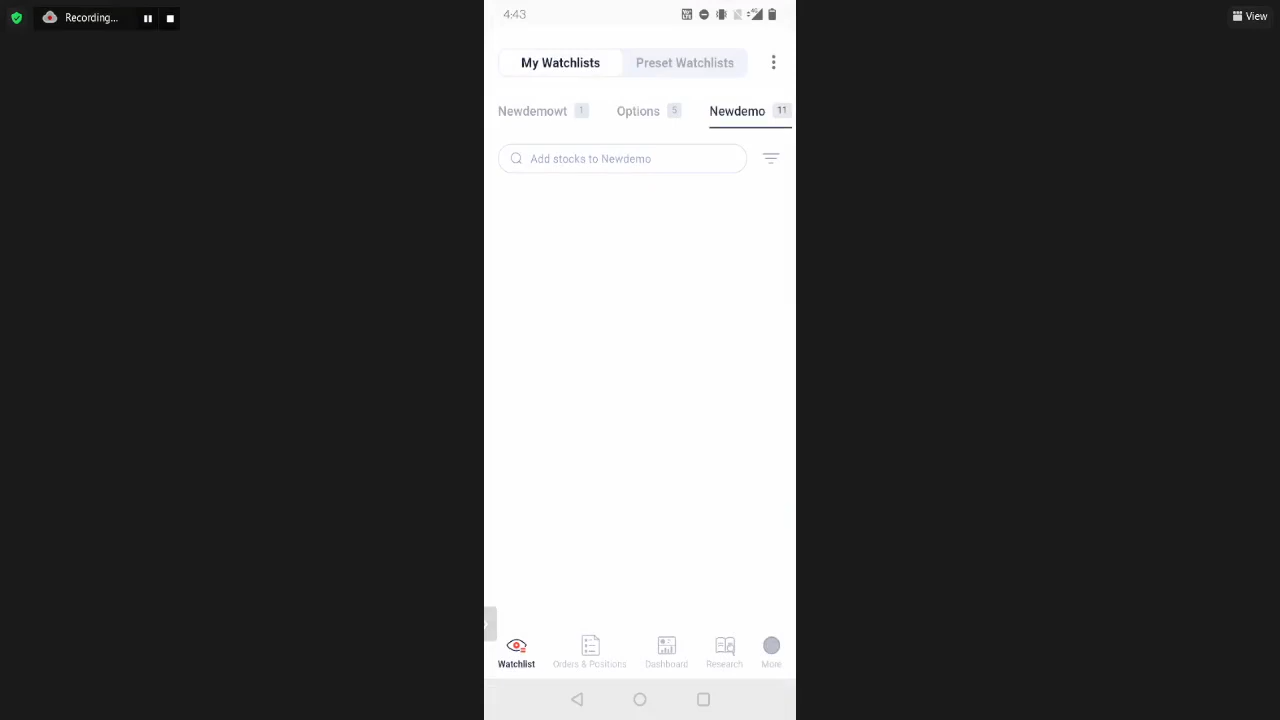 Recording...
View
4:43
My Watchlists Preset Watchlists
Newdemowt 1 Options 5 Newdemo 11
Add stocks to Newdemo
Watchlist Orders & Positions Dashboard Research More